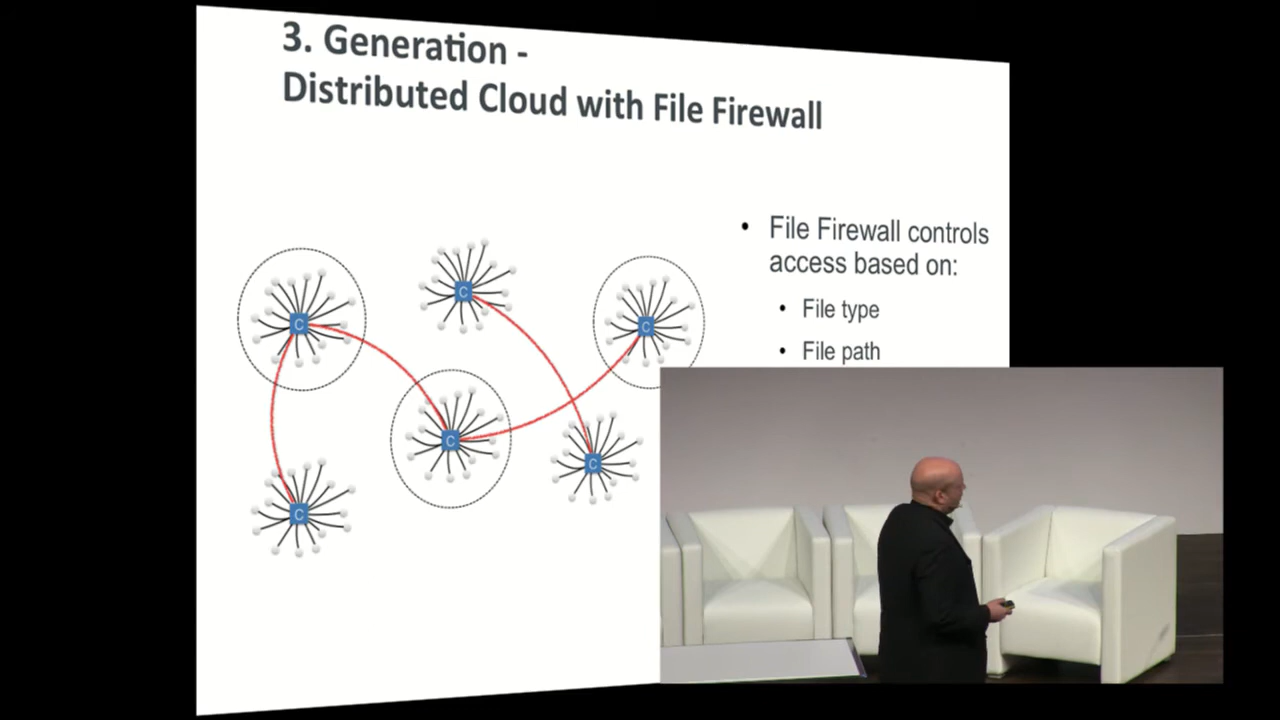 3. Generation -
Distributed Cloud with File Firewall
• File Firewall controls
access based on:
• File type
• File path
C
C
C
C
C
C